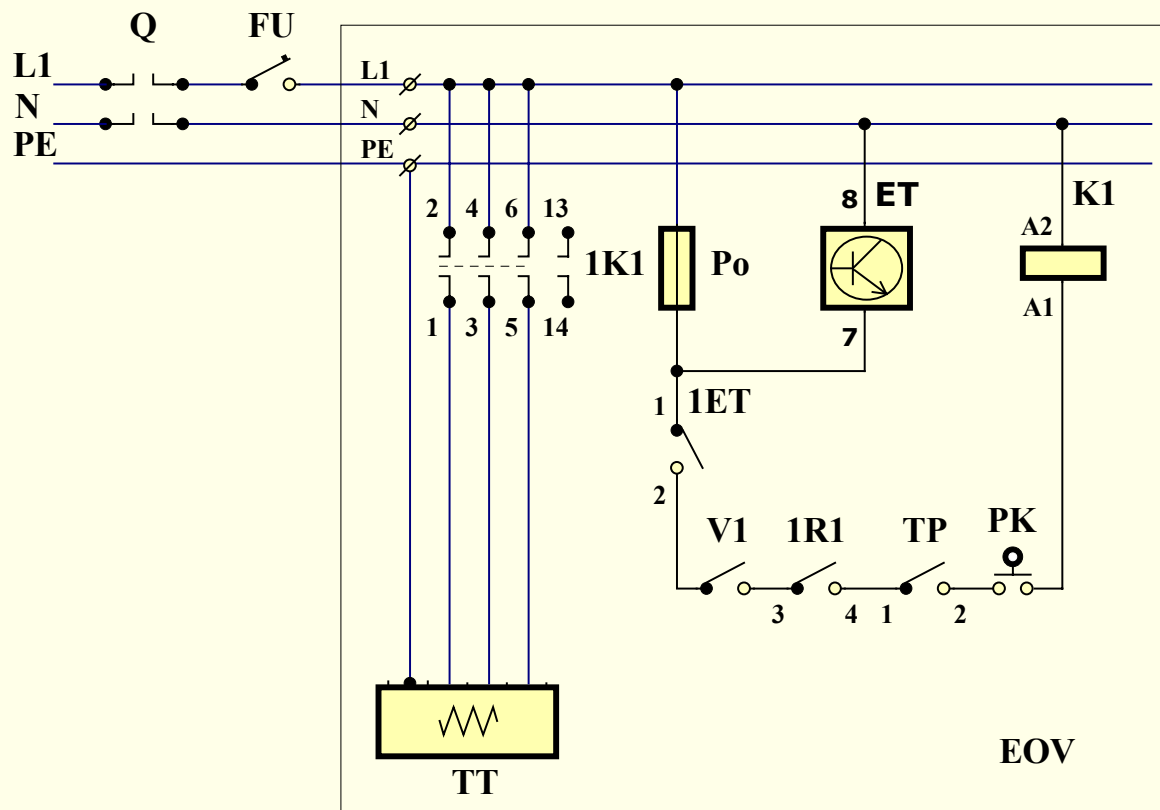 Q FU
L1 L1
N N
PE PE
8 ET K1
2 4 6 13 A2
1K1 Po
1 3 5 14 7 A1
1 1ET
2
V1 1R1 TP PK
3 4 1 2
TT EOV